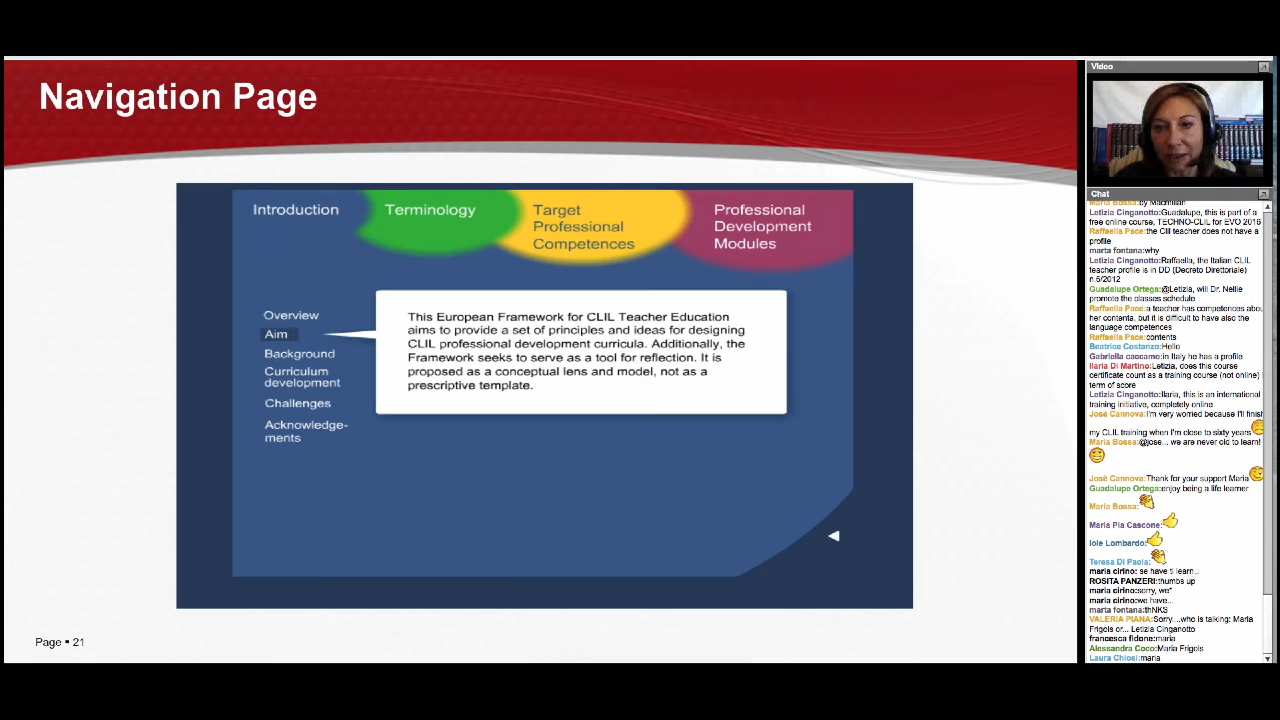 Navigation Page
Introduction
Terminology
Target
Professional
Competences
Professional
Development
Modules
Overview
Aim
Background
Curriculum
development
Challenges
Acknowledge-
ments
This European Framework for CLIL Teacher Education
aims to provide a set of principles and ideas for designing
CLIL professional development curricula. Additionally, the
Framework seeks to serve as a tool for reflection. It is
proposed as a conceptual lens and model, not as a
prescriptive template.
Page ▪ 21
Video
Chat
Maria Bossa:by Macmillan
Letizia Cinganotto:Guadalupe, this is part of a
free online course, TECHNO-CLIL for EVO 2016
Raffaella Pace:the Clil teacher does not have a
profile
marta fontana:why
Letizia Cinganotto:Raffaella, the Italian CLIL
teacher profile is in DD (Decreto Direttoriale)
n.6/2012
Guadalupe Ortega:@Letizia, will Dr. Nellie
promote the classes schedule
Raffaella Pace:a teacher has competences about
her contenta, but it is difficult to have also the
language competences
Raffaella Pace:contents
Beatrice Costanzo:Hello
Gabriella caccamo:in Italy he has a profile
Ilaria Di Martino:Letizia, does this course
certificate count as a training course (not online) i
term of score
Letizia Cinganotto:Ilaria, this is an international
training initiative, completely online
José Cannova:I'm very worried because I'll finish
my CLIL training when I'm close to sixty years
Maria Bossa:@jose... we are never old to learn!
José Cannova:Thank for your support Maria
Guadalupe Ortega:enjoy being a life learner
Maria Bossa:
Maria Pia Cascone:
Iole Lombardo:
Teresa Di Paola:
maria cirino: se have ti learn..
ROSITA PANZERI:thumbs up
maria cirino:sorry, we*
maria cirino:we have...
marta fontana:thNKS
VALERIA PIANA:Sorry....who is talking: Maria
Frigols or... Letizia Cinganotto
francesca fidone:maria
Alessandra Coco:Maria Frigols
Laura Chiosi:maria